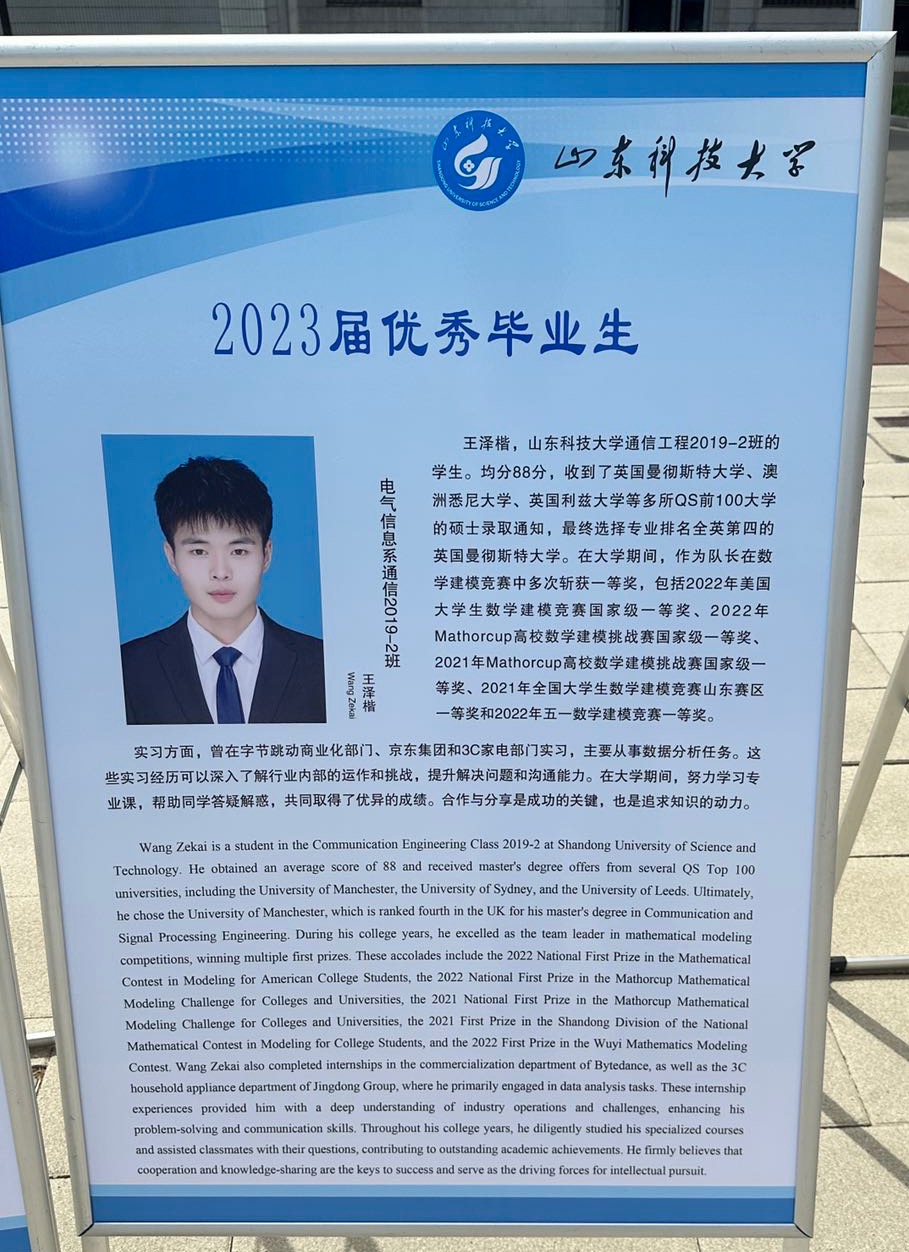 山东科技大学
SHANDONG UNIVERSITY OF SCIENCE AND TECHNOLOGY
山东科技大学
2023届优秀毕业生
电气信息系通信2019-2班
王泽楷
Wang Zekai
王泽楷，山东科技大学通信工程2019-2班的
学生。均分88分，收到了英国曼彻斯特大学、澳
洲悉尼大学、英国利兹大学等多所QS前100大学
的硕士录取通知，最终选择专业排名全英第四的
英国曼彻斯特大学。在大学期间，作为队长在数
学建模竞赛中多次斩获一等奖，包括2022年美国
大学生数学建模竞赛国家级一等奖、2022年
Mathorcup高校数学建模挑战赛国家级一等奖、
2021年Mathorcup高校数学建模挑战赛国家级一
等奖、2021年全国大学生数学建模竞赛山东赛区
一等奖和2022年五一数学建模竞赛一等奖。
实习方面，曾在字节跳动商业化部门、京东集团和3C家电部门实习，主要从事数据分析任务。这
些实习经历可以深入了解行业内部的运作和挑战，提升解决问题和沟通能力。在大学期间，努力学习专
业课，帮助同学答疑解惑，共同取得了优异的成绩。合作与分享是成功的关键，也是追求知识的动力。
Wang Zekai is a student in the Communication Engineering Class 2019-2 at Shandong University of Science and
Technology. He obtained an average score of 88 and received master's degree offers from several QS Top 100
universities, including the University of Manchester, the University of Sydney, and the University of Leeds. Ultimately,
he chose the University of Manchester, which is ranked fourth in the UK for his master's degree in Communication and
Signal Processing Engineering. During his college years, he excelled as the team leader in mathematical modeling
competitions, winning multiple first prizes. These accolades include the 2022 National First Prize in the Mathematical
Contest in Modeling for American College Students, the 2022 National First Prize in the Mathorcup Mathematical
Modeling Challenge for Colleges and Universities, the 2021 National First Prize in the Mathorcup Mathematical
Modeling Challenge for Colleges and Universities, the 2021 First Prize in the Shandong Division of the National
Mathematical Contest in Modeling for College Students, and the 2022 First Prize in the Wuyi Mathematics Modeling
Contest. Wang Zekai also completed internships in the commercialization department of Bytedance, as well as the 3C
household appliance department of Jingdong Group, where he primarily engaged in data analysis tasks. These internship
experiences provided him with a deep understanding of industry operations and challenges, enhancing his
problem-solving and communication skills. Throughout his college years, he diligently studied his specialized courses
and assisted classmates with their questions, contributing to outstanding academic achievements. He firmly believes that
cooperation and knowledge-sharing are the keys to success and serve as the driving forces for intellectual pursuit.